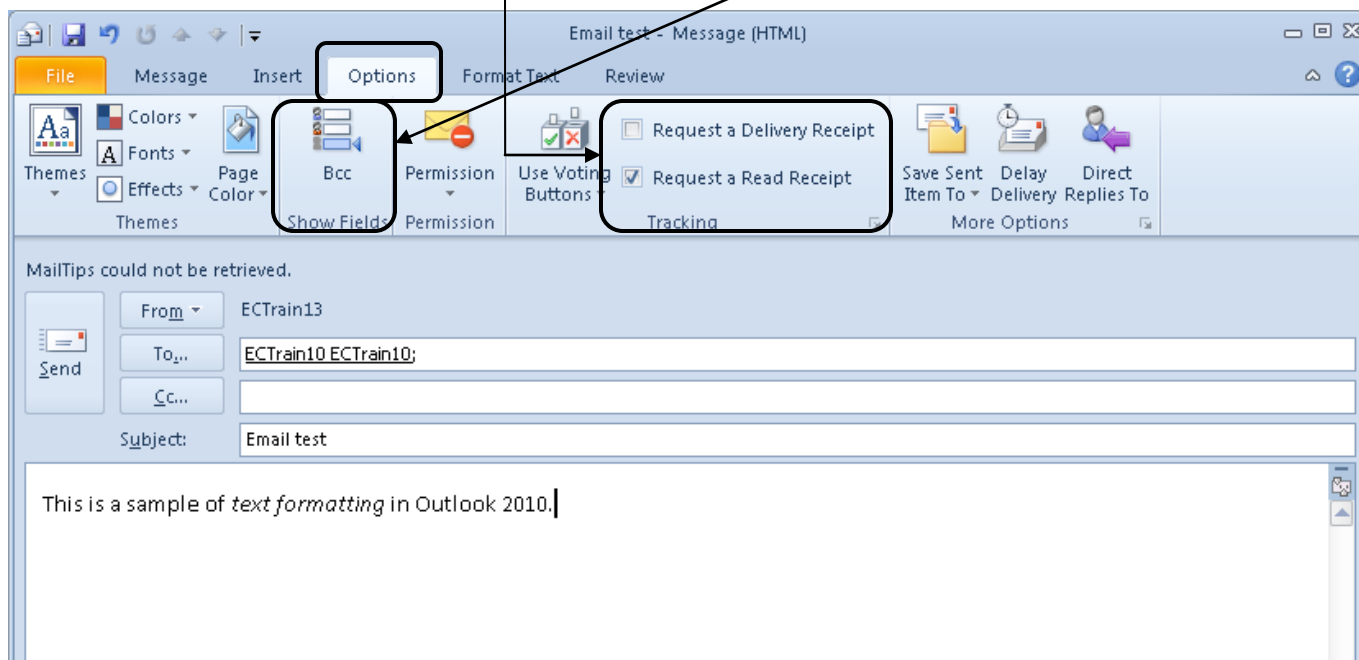 Email test - Message (HTML)
File Message Insert Options Format Text Review
Aa Colors
A Fonts
Effects
Themes
Page Color
Themes
Bcc
Show Fields
Permission
Permission
Use Voting Buttons
Request a Delivery Receipt
Request a Read Receipt
Tracking
Save Sent Item To
Delay Delivery
Direct Replies To
More Options
MailTips could not be retrieved.
Send
From ECTrain13
To... ECTrain10 ECTrain10;
Cc...
Subject: Email test
This is a sample of text formatting in Outlook 2010.